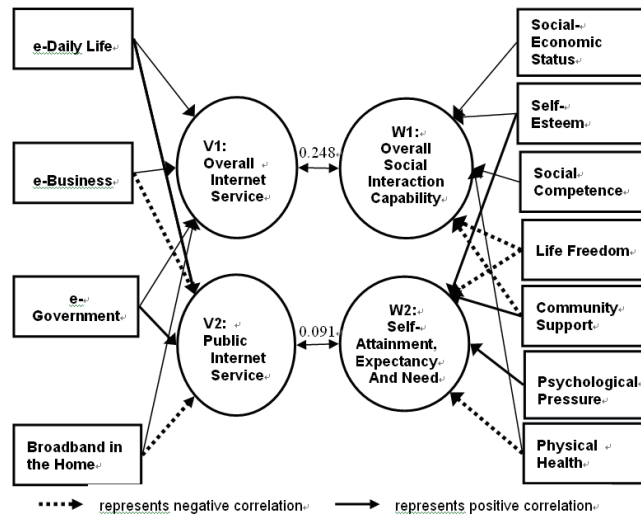 e-Daily Life
e-Business
e-
Government
Broadband in
the Home
V1:
Overall
Internet
Service
V2:
Public
Internet
Service
0.248
0.091
W1:
Overall
Social
Interaction
Capability
W2:
Self-
Attainment,
Expectancy
And Need
Social-
Economic
Status
Self-
Esteem
Social
Competence
Life Freedom
Community
Support
Psychological
Pressure
Physical
Health
represents negative correlation
represents positive correlation